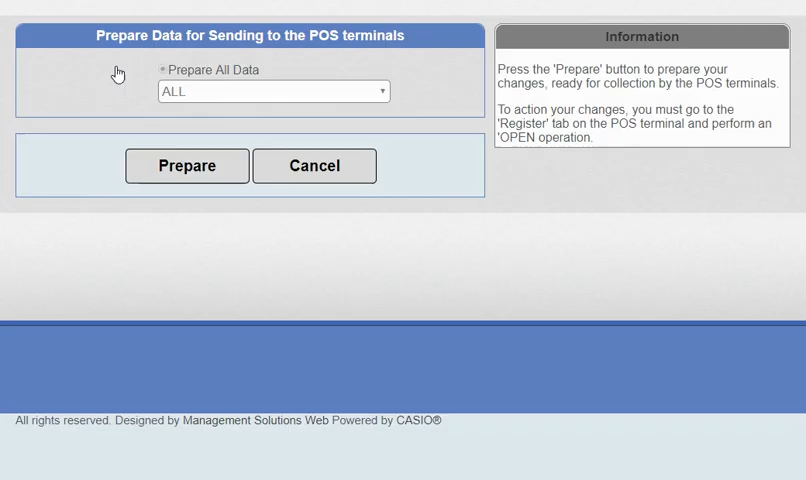 Prepare Data for Sending to the POS terminals
Prepare All Data
ALL
Prepare
Cancel
Information
Press the 'Prepare' button to prepare your
changes, ready for collection by the POS terminals.
To action your changes, you must go to the
'Register' tab on the POS terminal and perform an
'OPEN operation.
All rights reserved. Designed by Management Solutions Web Powered by CASIO®